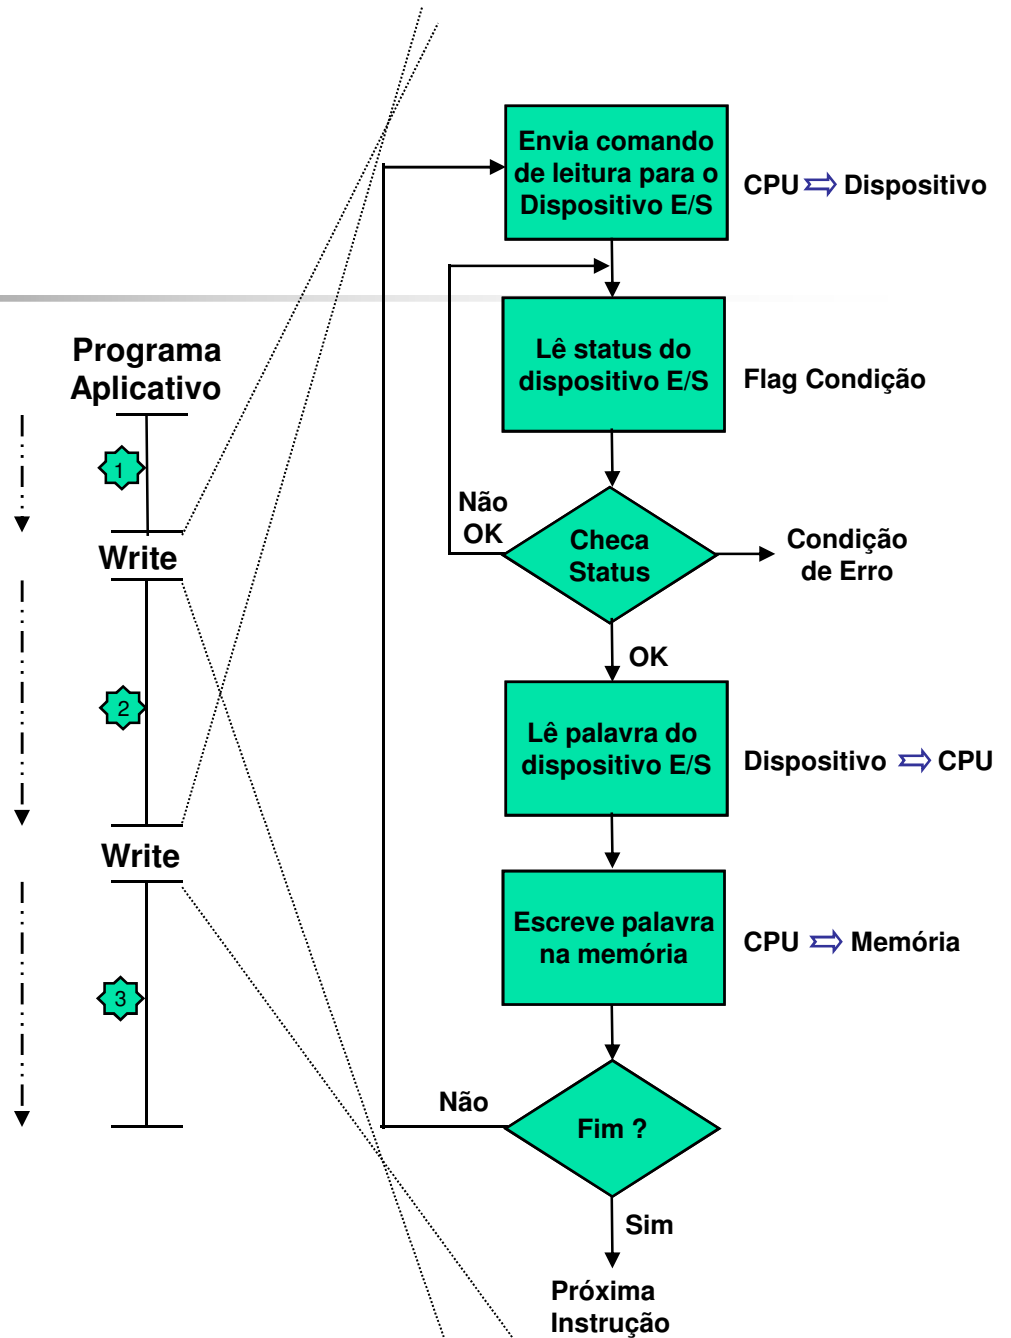 Programa
Aplicativo
1
Write
2
Write
3
Envia comando
de leitura para o
Dispositivo E/S
CPU Dispositivo
Lê status do
dispositivo E/S
Flag Condição
Não
OK
Checa
Status
Condição
de Erro
OK
Lê palavra do
dispositivo E/S
Dispositivo CPU
Escreve palavra
na memória
CPU Memória
Não
Fim ?
Sim
Próxima
Instrução